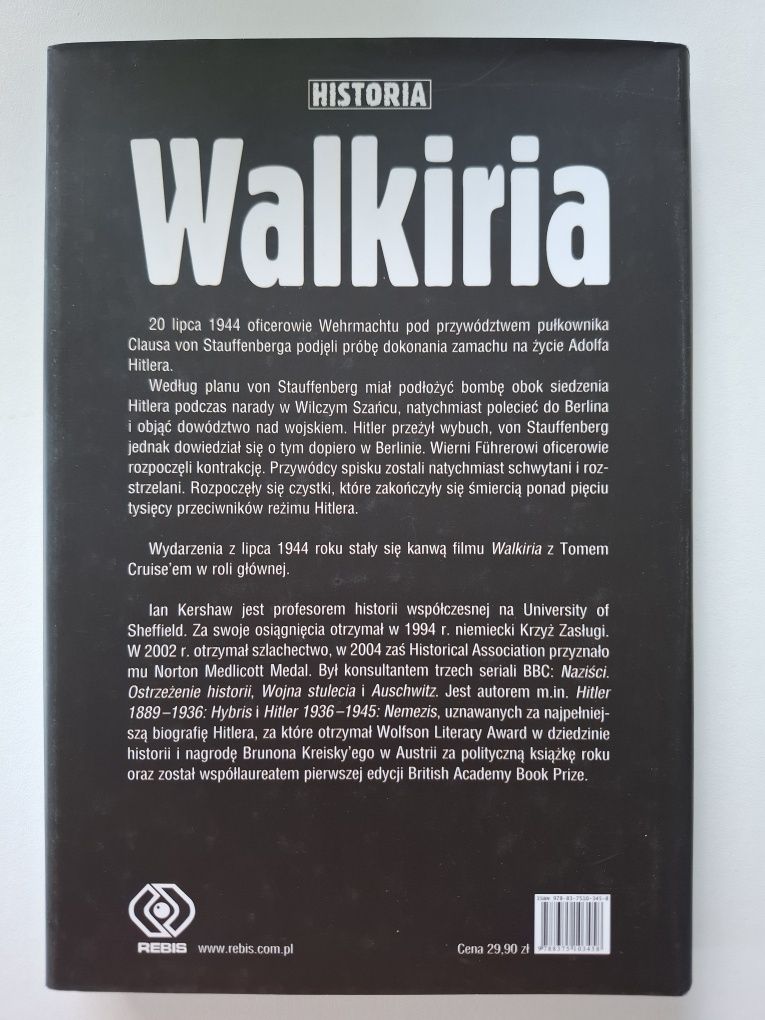 HISTORIA
Walkiria
20 lipca 1944 oficerowie Wehrmachtu pod przywództwem pułkownika
Clausa von Stauffenberga podjęli próbę dokonania zamachu na życie Adolfa
Hitlera.
Według planu von Stauffenberg miał podłożyć bombę obok siedzenia
Hitlera podczas narady w Wilczym Szańcu, natychmiast polecieć do Berlina
i objąć dowództwo nad wojskiem. Hitler przeżył wybuch, von Stauffenberg
jednak dowiedział się o tym dopiero w Berlinie. Wierni Führerowi oficerowie
rozpoczęli kontrakcję. Przywódcy spisku zostali natychmiast schwytani i roz-
strzelani. Rozpoczęły się czystki, które zakończyły się śmiercią ponad pięciu
tysięcy przeciwników reżimu Hitlera.
Wydarzenia z lipca 1944 roku stały się kanwą filmu Walkiria z Tomem
Cruise'em w roli głównej.
Ian Kershaw jest profesorem historii współczesnej na University of
Sheffield. Za swoje osiągnięcia otrzymał w 1994 r. niemiecki Krzyż Zasługi.
W 2002 r. otrzymał szlachectwo, w 2004 zaś Historical Association przyznało
mu Norton Medlicott Medal. Był konsultantem trzech seriali BBC: Naziści.
Ostrzeżenie historii, Wojna stulecia i Auschwitz. Jest autorem m.in. Hitler
1889–1936: Hybris i Hitler 1936–1945: Nemezis, uznawanych za najpełniej-
szą biografię Hitlera, za które otrzymał Wolfson Literary Award w dziedzinie
historii i nagrodę Brunona Kreisky'ego w Austrii za polityczną książkę roku
oraz został współlaureatem pierwszej edycji British Academy Book Prize.
ISBN 978-83-7510-345-8
REBIS www.rebis.com.pl
Cena 29,90 zł
9 788375 103458